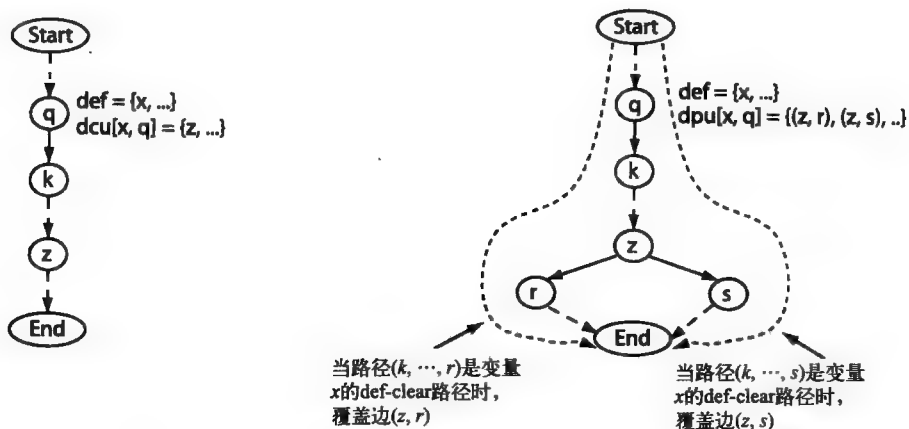 Start
q
def = {x, ...}
dcu[x, q] = {z, ...}
k
z
End
Start
q
def = {x, ...}
dpu[x, q] = {(z, r), (z, s), ..}
k
z
r
s
End
当路径(k, ···, r)是变量
x的def-clear路径时，
覆盖边(z, r)
当路径(k, ···, s)是变量
x的def-clear路径时，
覆盖边(z, s)